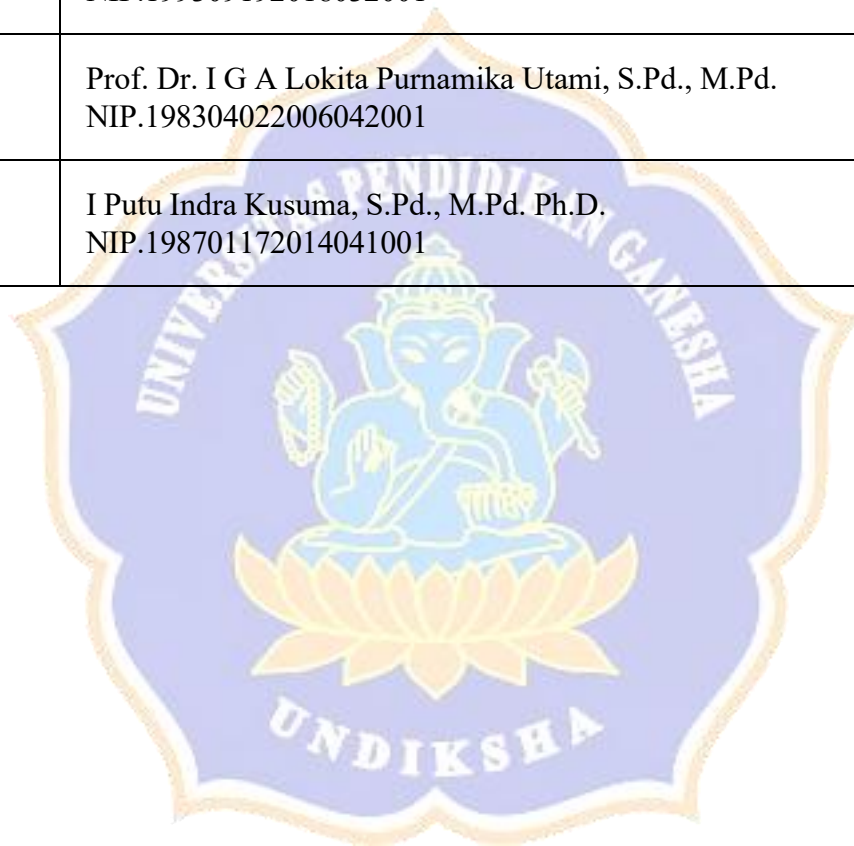 Prof. Dr. I G A Lokita Purnamika Utami, S.Pd., M.Pd.
NIP.198304022006042001
I Putu Indra Kusuma, S.Pd., M.Pd. Ph.D.
NIP.198701172014041001
UNIVERSITAS PENDIDIKAN GANESHA
UNDIKSHA